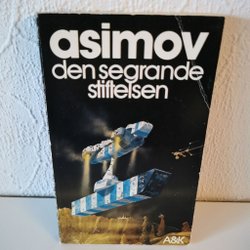 asimov
den segrande
stiftelsen
A&K